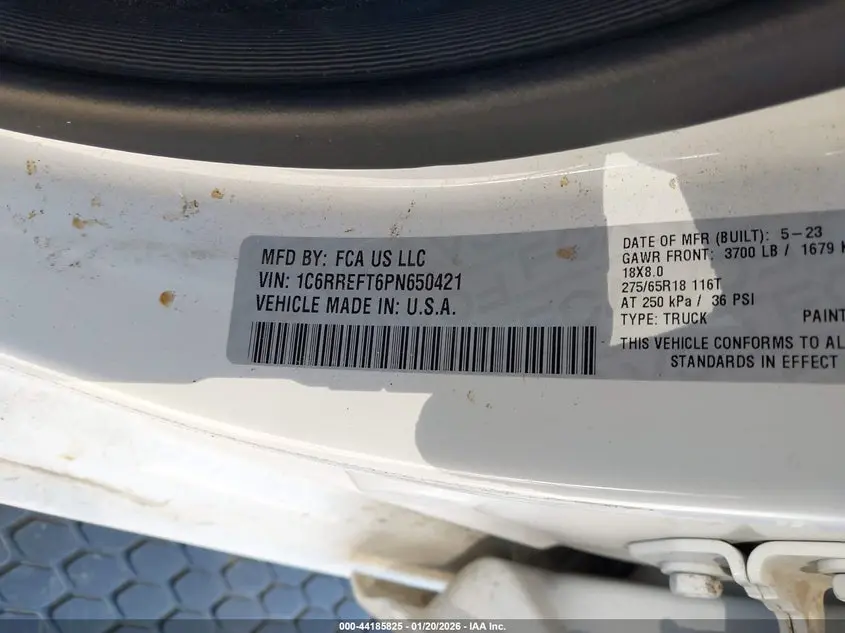 MFD BY: FCA US LLC
VIN: 1C6RREFT6PN650421
VEHICLE MADE IN: U.S.A.
DATE OF MFR (BUILT): 5-23
GAWR FRONT: 3700 LB / 1679 K
18X8.0
275/65R18 116T
AT 250 kPa / 36 PSI
TYPE: TRUCK PAINT
THIS VEHICLE CONFORMS TO AL
STANDARDS IN EFFECT
000-44185825 - 01/20/2026 - IAA Inc.